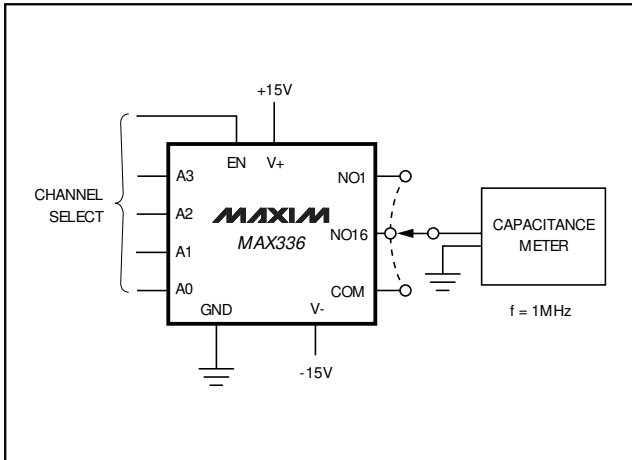 +15V
EN
V+
A3
NO1
CHANNEL
SELECT
A2
MAXIM
MAX336
NO16
CAPACITANCE
METER
A1
A0
COM
GND
V-
f = 1MHz
-15V